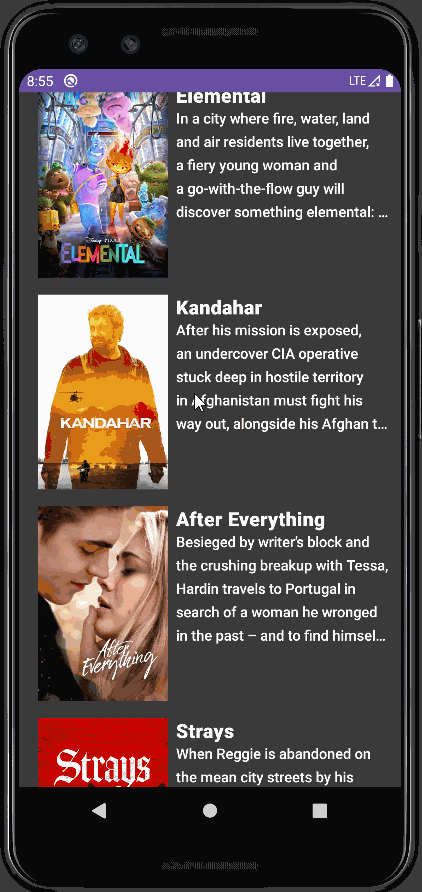 8:55
LTE
Elemental
In a city where fire, water, land
and air residents live together,
a fiery young woman and
a go-with-the-flow guy will
discover something elemental: …
Disney PIXAR
ELEMENTAL
Kandahar
After his mission is exposed,
an undercover CIA operative
stuck deep in hostile territory
in Afghanistan must fight his
way out, alongside his Afghan t…
KANDAHAR
After Everything
Besieged by writer's block and
the crushing breakup with Tessa,
Hardin travels to Portugal in
search of a woman he wronged
in the past – and to find himsel…
After
Everything
Strays
When Reggie is abandoned on
the mean city streets by his
Strays